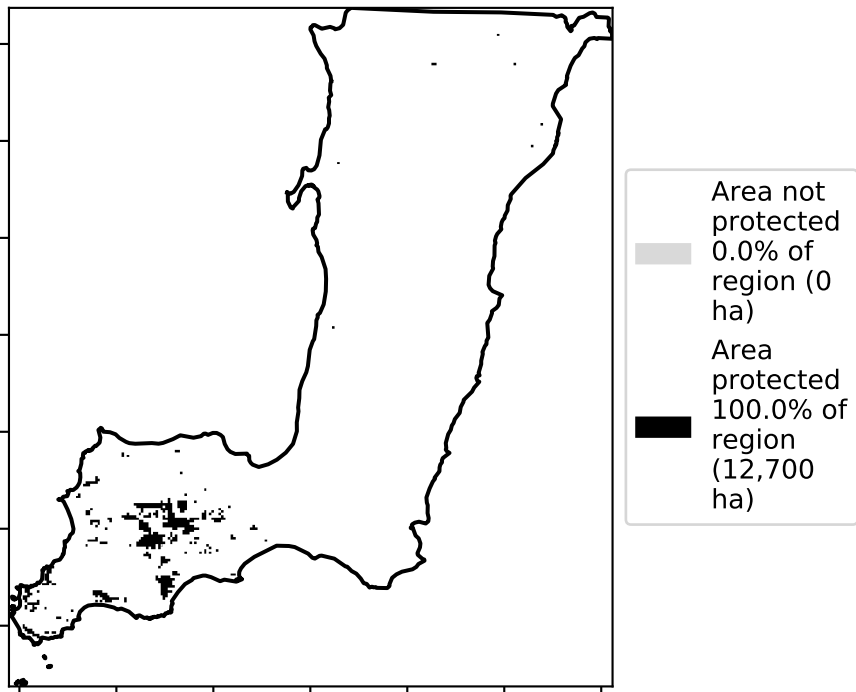 Area not
protected
0.0% of
region (0
ha)
Area
protected
100.0% of
region
(12,700
ha)